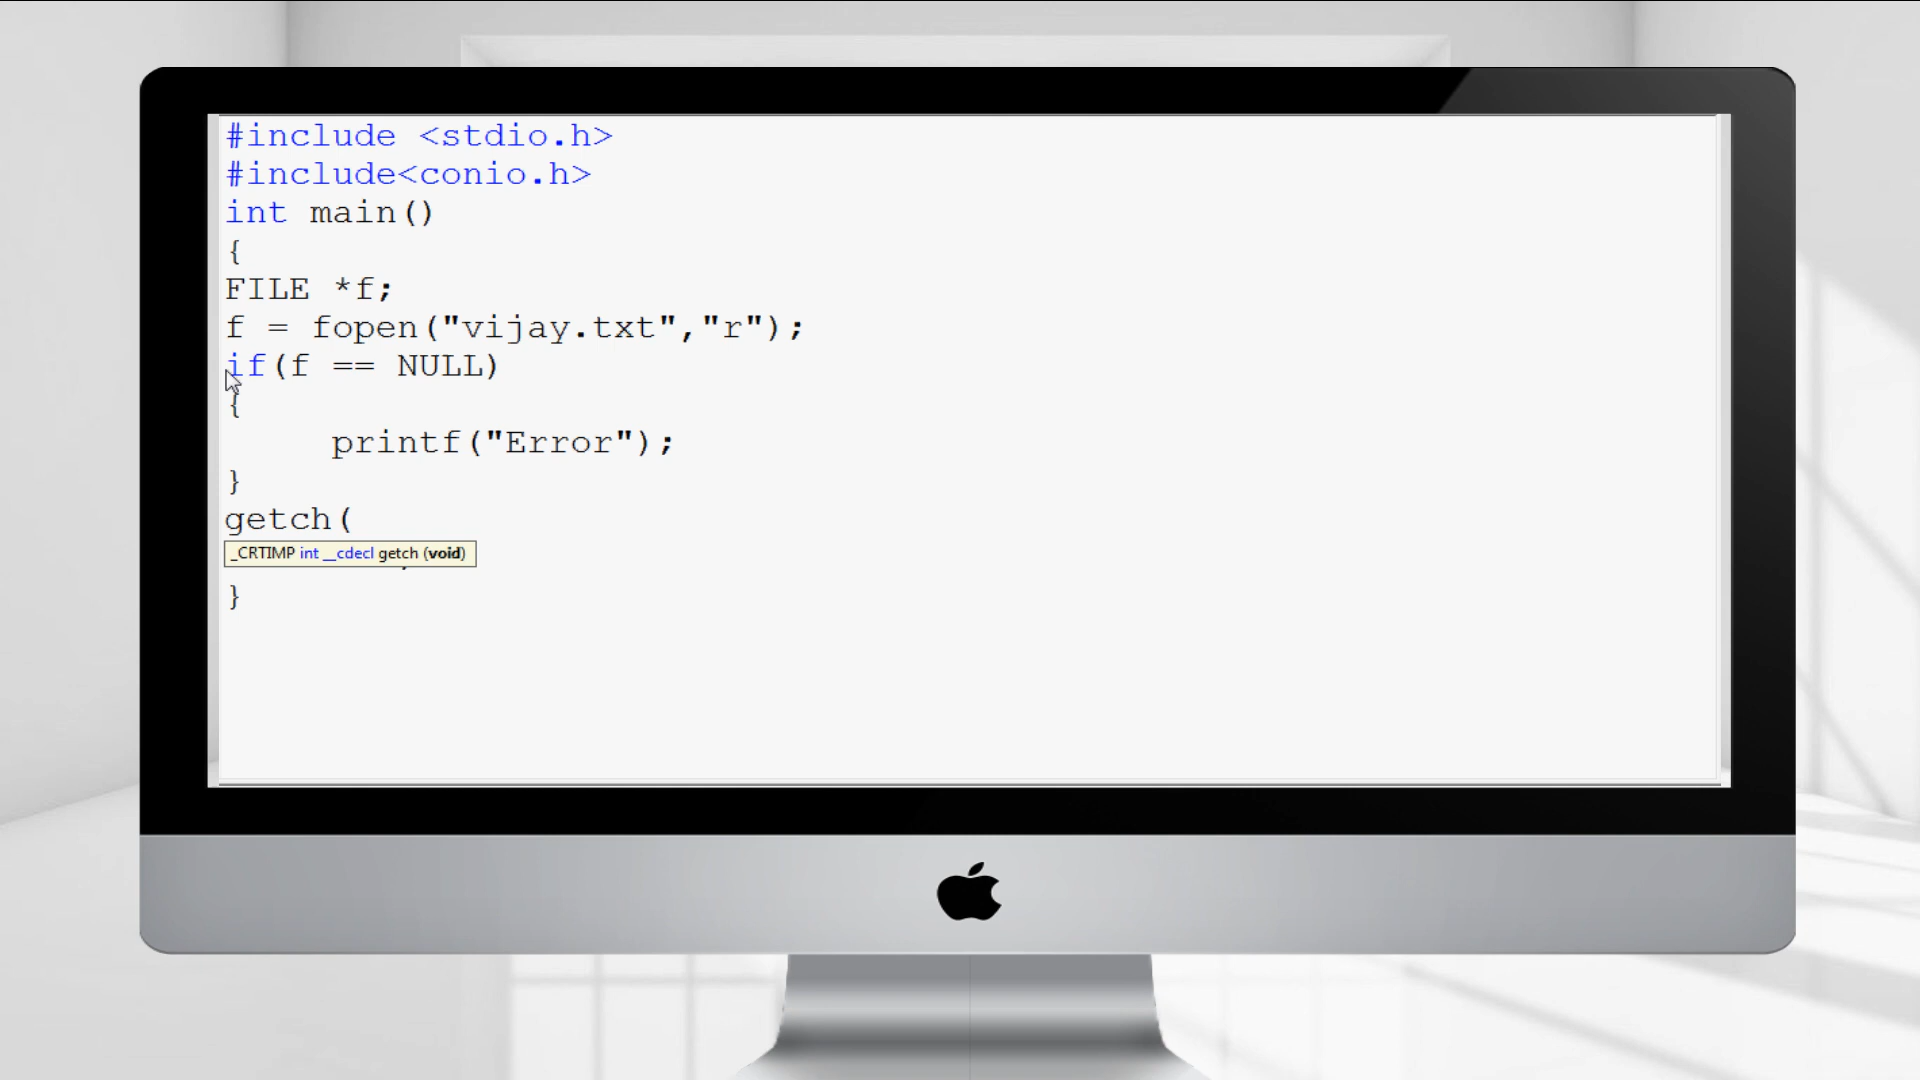 #include <stdio.h>
#include<conio.h>
int main()
{
FILE *f;
f = fopen("vijay.txt","r");
if(f == NULL)
{
printf("Error");
}
getch(
_CRTIMP int __cdecl getch (void)
}